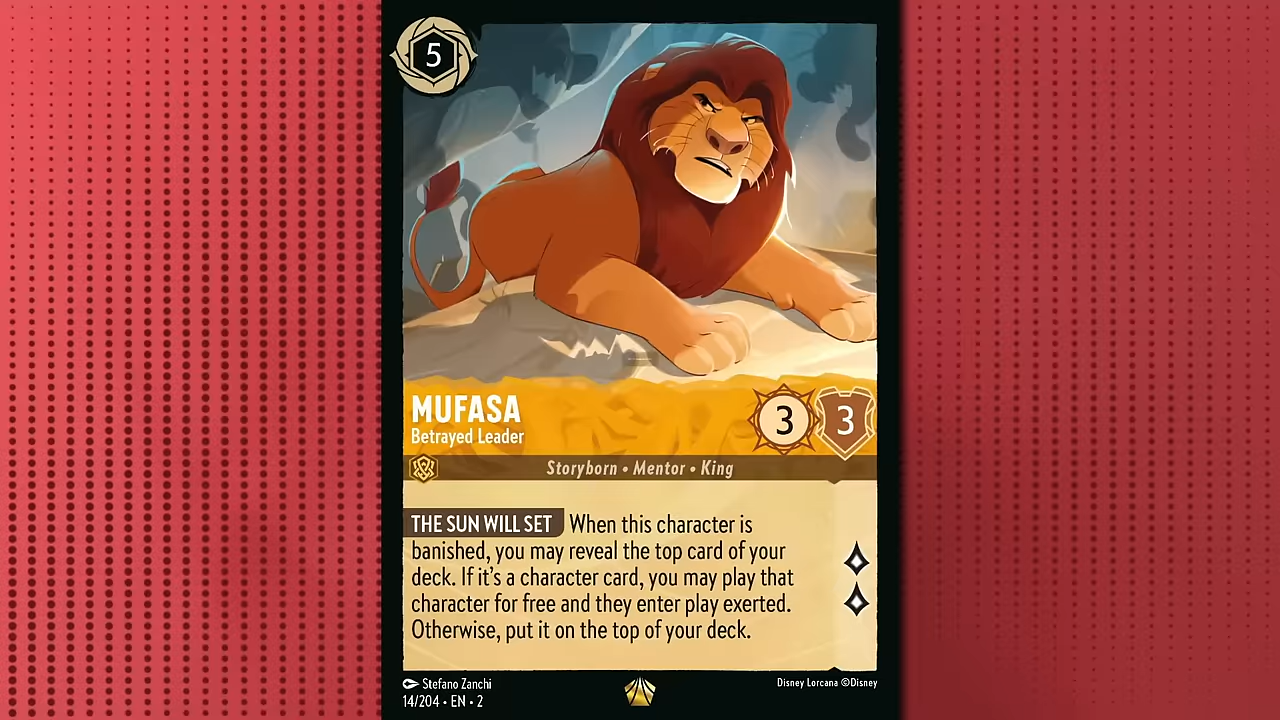 5
MUFASA
Betrayed Leader
3 3
Storyborn • Mentor • King
THE SUN WILL SET When this character is
banished, you may reveal the top card of your
deck. If it's a character card, you may play that
character for free and they enter play exerted.
Otherwise, put it on the top of your deck.
Stefano Zanchi
Disney Lorcana ©Disney
14/204 • EN • 2